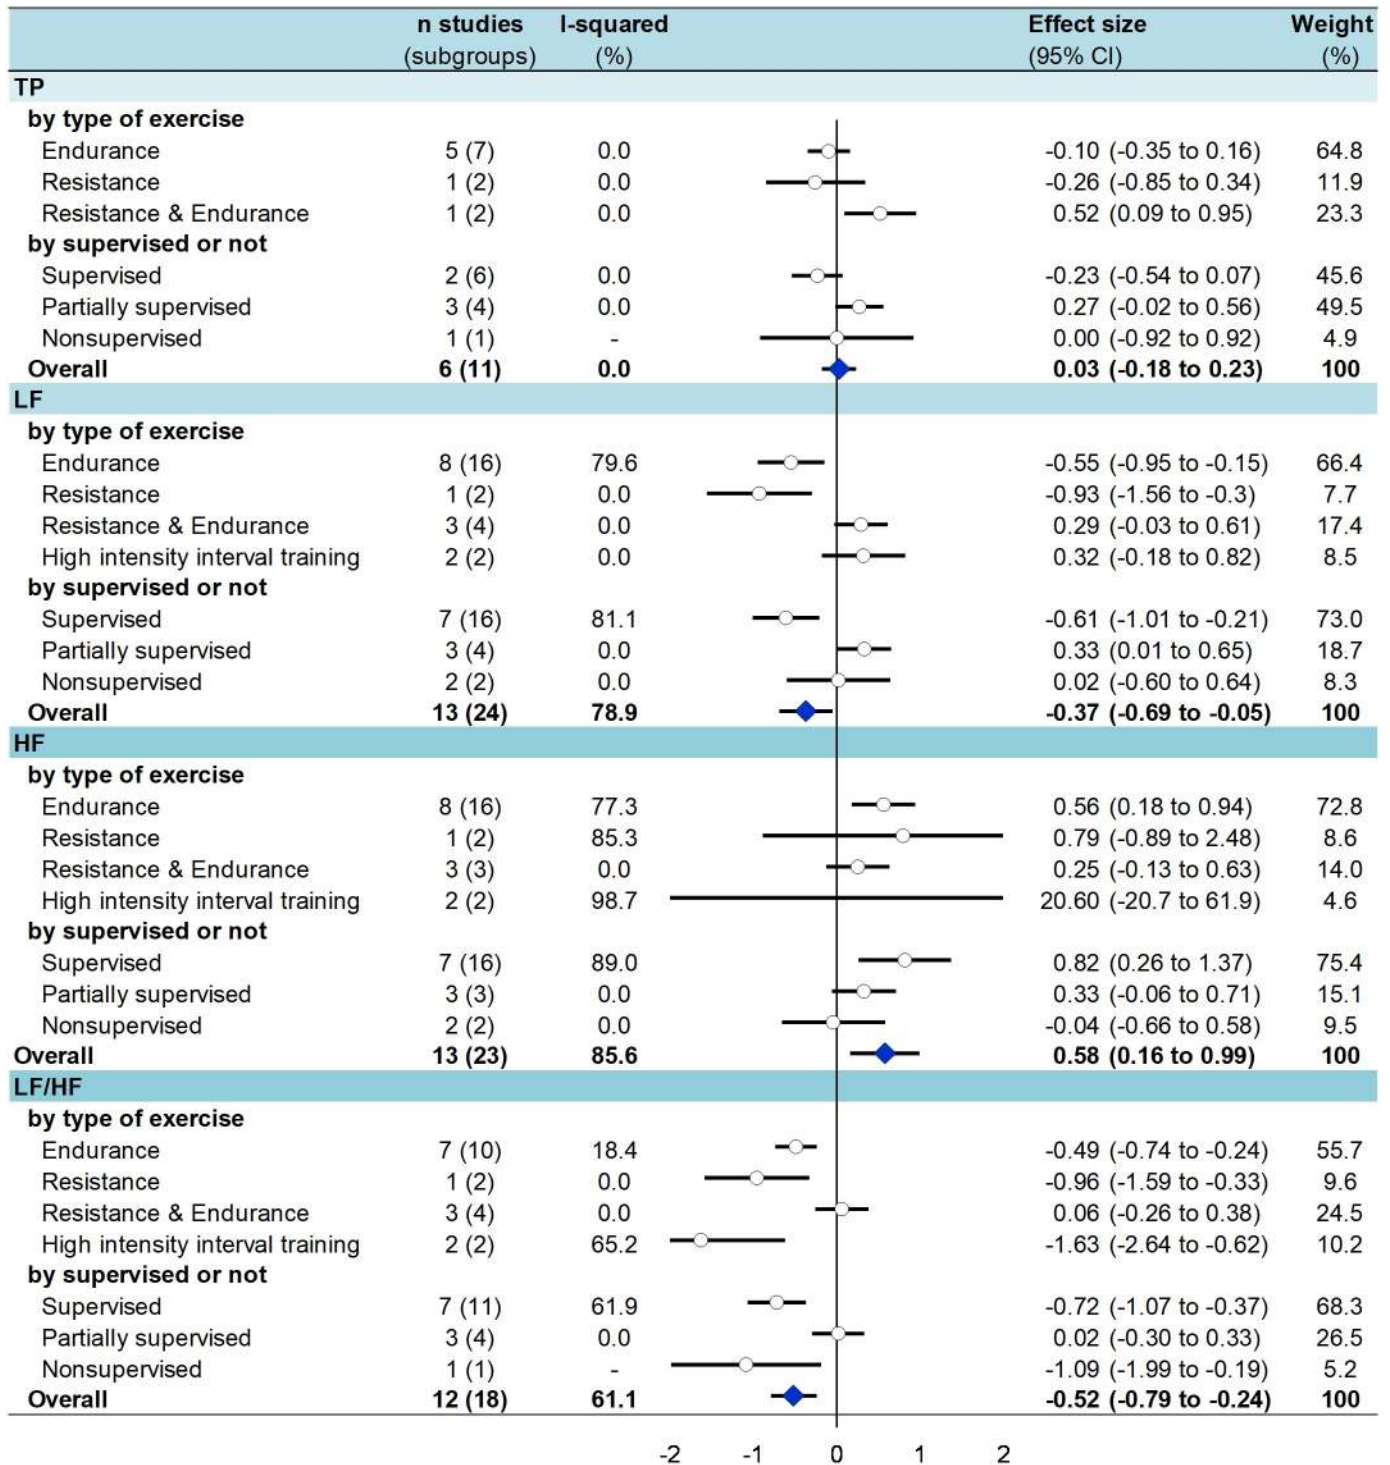 n studies I-squared Effect size Weight
(subgroups) (%) (95% CI) (%)
TP
by type of exercise
Endurance 5 (7) 0.0 -0.10 (-0.35 to 0.16) 64.8
Resistance 1 (2) 0.0 -0.26 (-0.85 to 0.34) 11.9
Resistance & Endurance 1 (2) 0.0 0.52 (0.09 to 0.95) 23.3
by supervised or not
Supervised 2 (6) 0.0 -0.23 (-0.54 to 0.07) 45.6
Partially supervised 3 (4) 0.0 0.27 (-0.02 to 0.56) 49.5
Nonsupervised 1 (1) - 0.00 (-0.92 to 0.92) 4.9
Overall 6 (11) 0.0 0.03 (-0.18 to 0.23) 100
LF
by type of exercise
Endurance 8 (16) 79.6 -0.55 (-0.95 to -0.15) 66.4
Resistance 1 (2) 0.0 -0.93 (-1.56 to -0.3) 7.7
Resistance & Endurance 3 (4) 0.0 0.29 (-0.03 to 0.61) 17.4
High intensity interval training 2 (2) 0.0 0.32 (-0.18 to 0.82) 8.5
by supervised or not
Supervised 7 (16) 81.1 -0.61 (-1.01 to -0.21) 73.0
Partially supervised 3 (4) 0.0 0.33 (0.01 to 0.65) 18.7
Nonsupervised 2 (2) 0.0 0.02 (-0.60 to 0.64) 8.3
Overall 13 (24) 78.9 -0.37 (-0.69 to -0.05) 100
HF
by type of exercise
Endurance 8 (16) 77.3 0.56 (0.18 to 0.94) 72.8
Resistance 1 (2) 85.3 0.79 (-0.89 to 2.48) 8.6
Resistance & Endurance 3 (3) 0.0 0.25 (-0.13 to 0.63) 14.0
High intensity interval training 2 (2) 98.7 20.60 (-20.7 to 61.9) 4.6
by supervised or not
Supervised 7 (16) 89.0 0.82 (0.26 to 1.37) 75.4
Partially supervised 3 (3) 0.0 0.33 (-0.06 to 0.71) 15.1
Nonsupervised 2 (2) 0.0 -0.04 (-0.66 to 0.58) 9.5
Overall 13 (23) 85.6 0.58 (0.16 to 0.99) 100
LF/HF
by type of exercise
Endurance 7 (10) 18.4 -0.49 (-0.74 to -0.24) 55.7
Resistance 1 (2) 0.0 -0.96 (-1.59 to -0.33) 9.6
Resistance & Endurance 3 (4) 0.0 0.06 (-0.26 to 0.38) 24.5
High intensity interval training 2 (2) 65.2 -1.63 (-2.64 to -0.62) 10.2
by supervised or not
Supervised 7 (11) 61.9 -0.72 (-1.07 to -0.37) 68.3
Partially supervised 3 (4) 0.0 0.02 (-0.30 to 0.33) 26.5
Nonsupervised 1 (1) - -1.09 (-1.99 to -0.19) 5.2
Overall 12 (18) 61.1 -0.52 (-0.79 to -0.24) 100
-2 -1 0 1 2